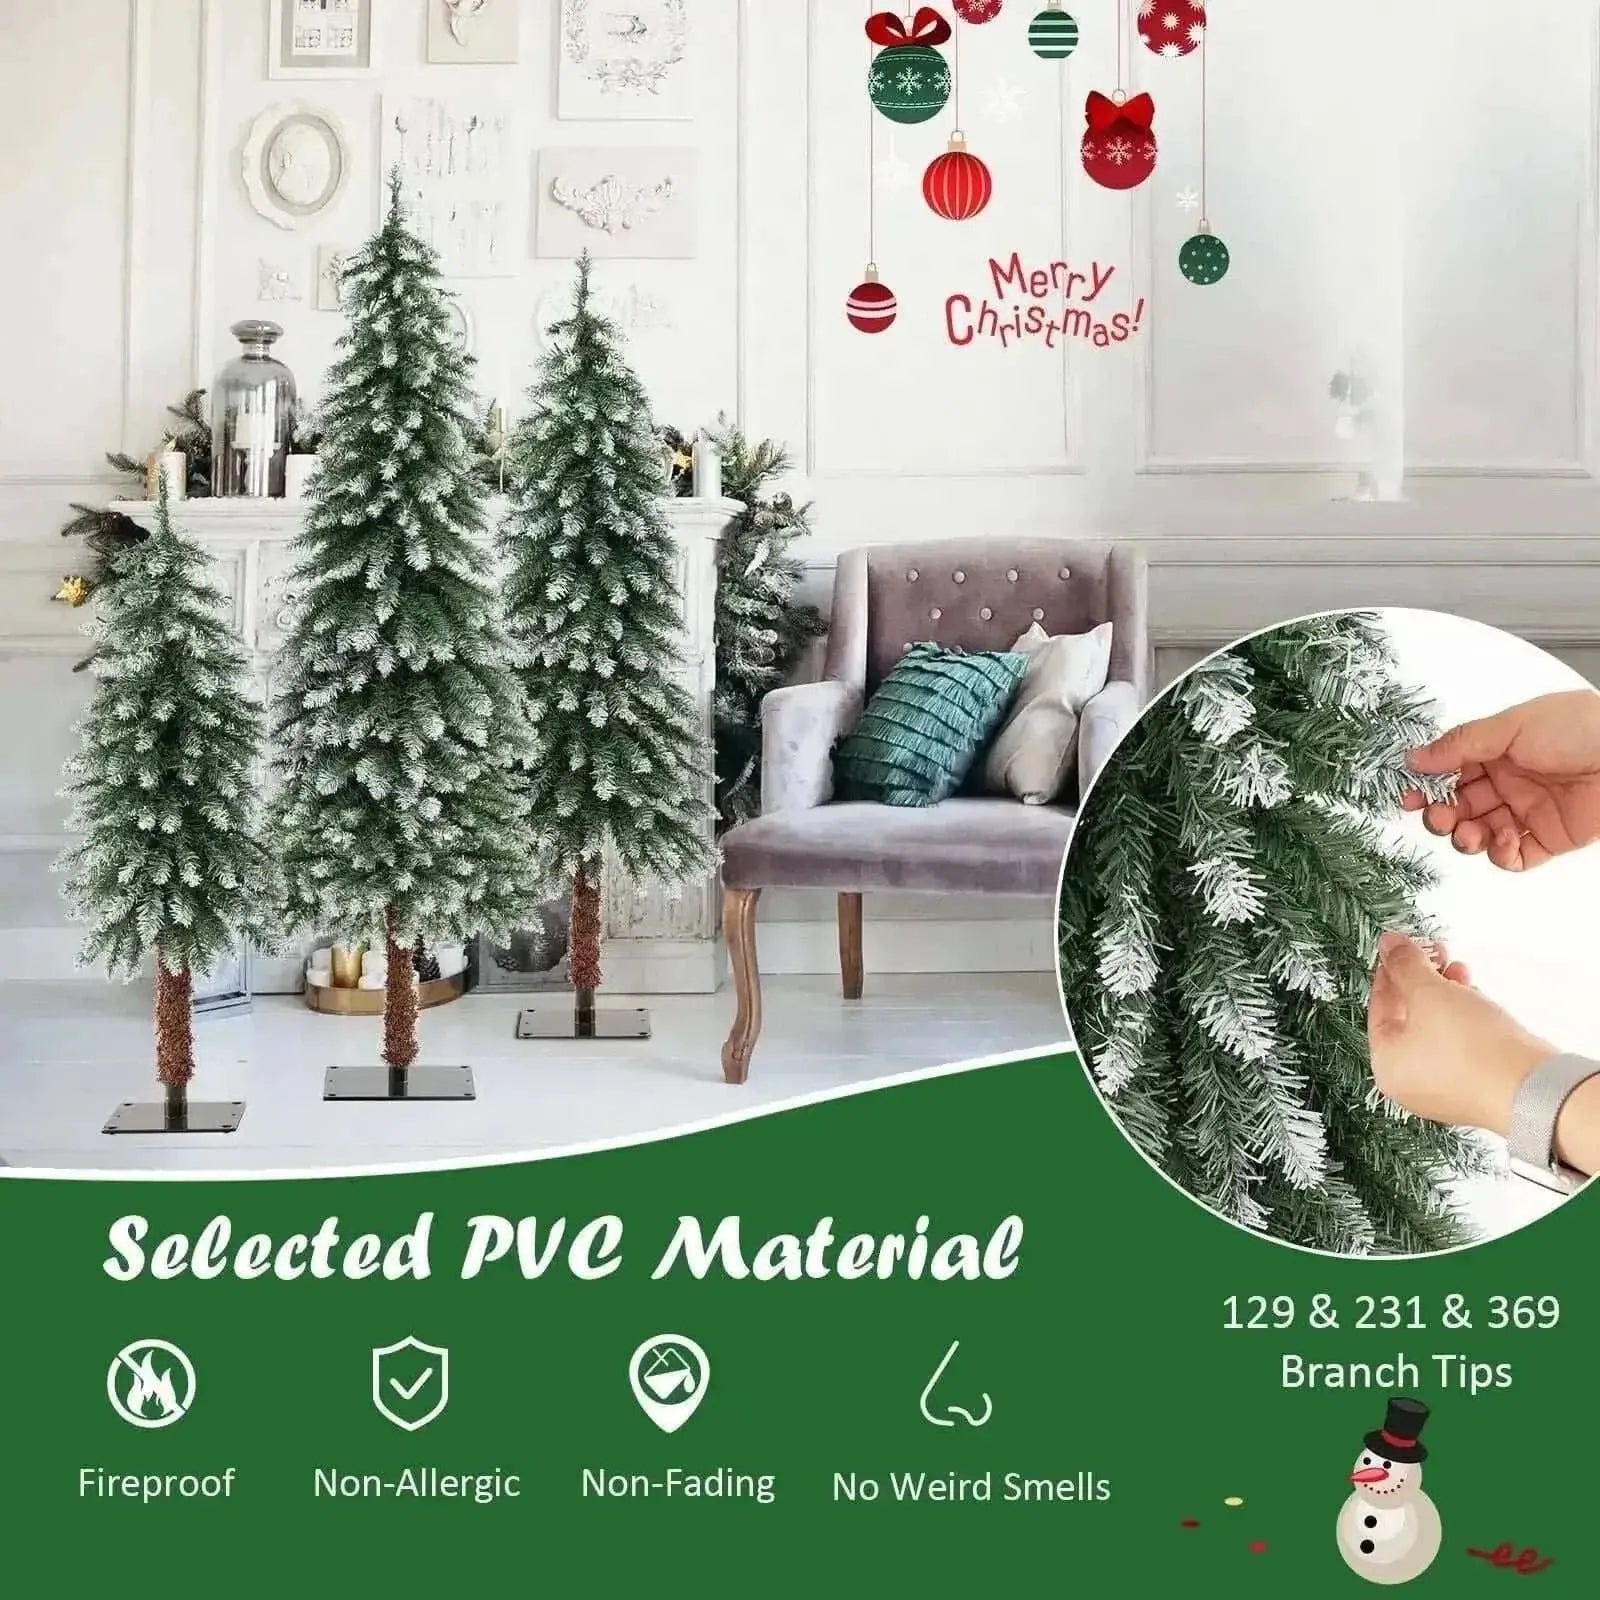 Merry
Christmas!
Selected PVC Material
129 & 231 & 369
Branch Tips
Fireproof
Non-Allergic
Non-Fading
No Weird Smells